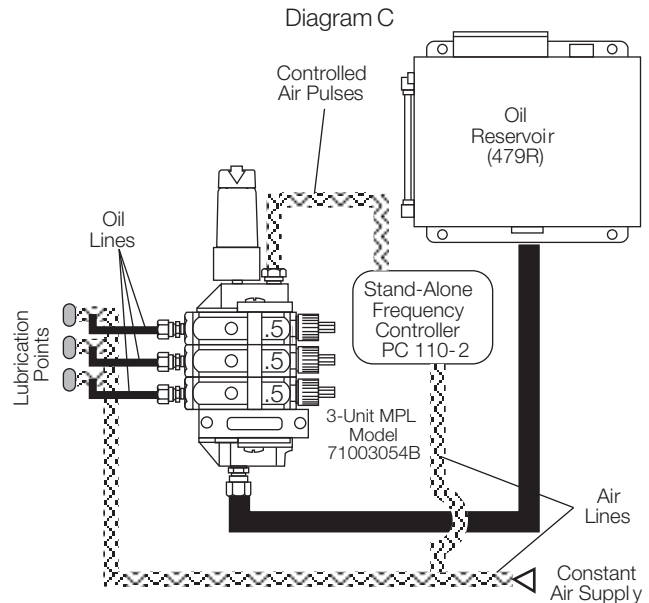 Diagram C
Controlled
Air Pulses
Oil
Reservoir
(479R)
Oil
Lines
Stand-Alone
Frequency
Controller
PC 110-2
Lubrication
Points
.5
.5
.5
3-Unit MPL
Model
71003054B
Air
Lines
Constant
Air Supply